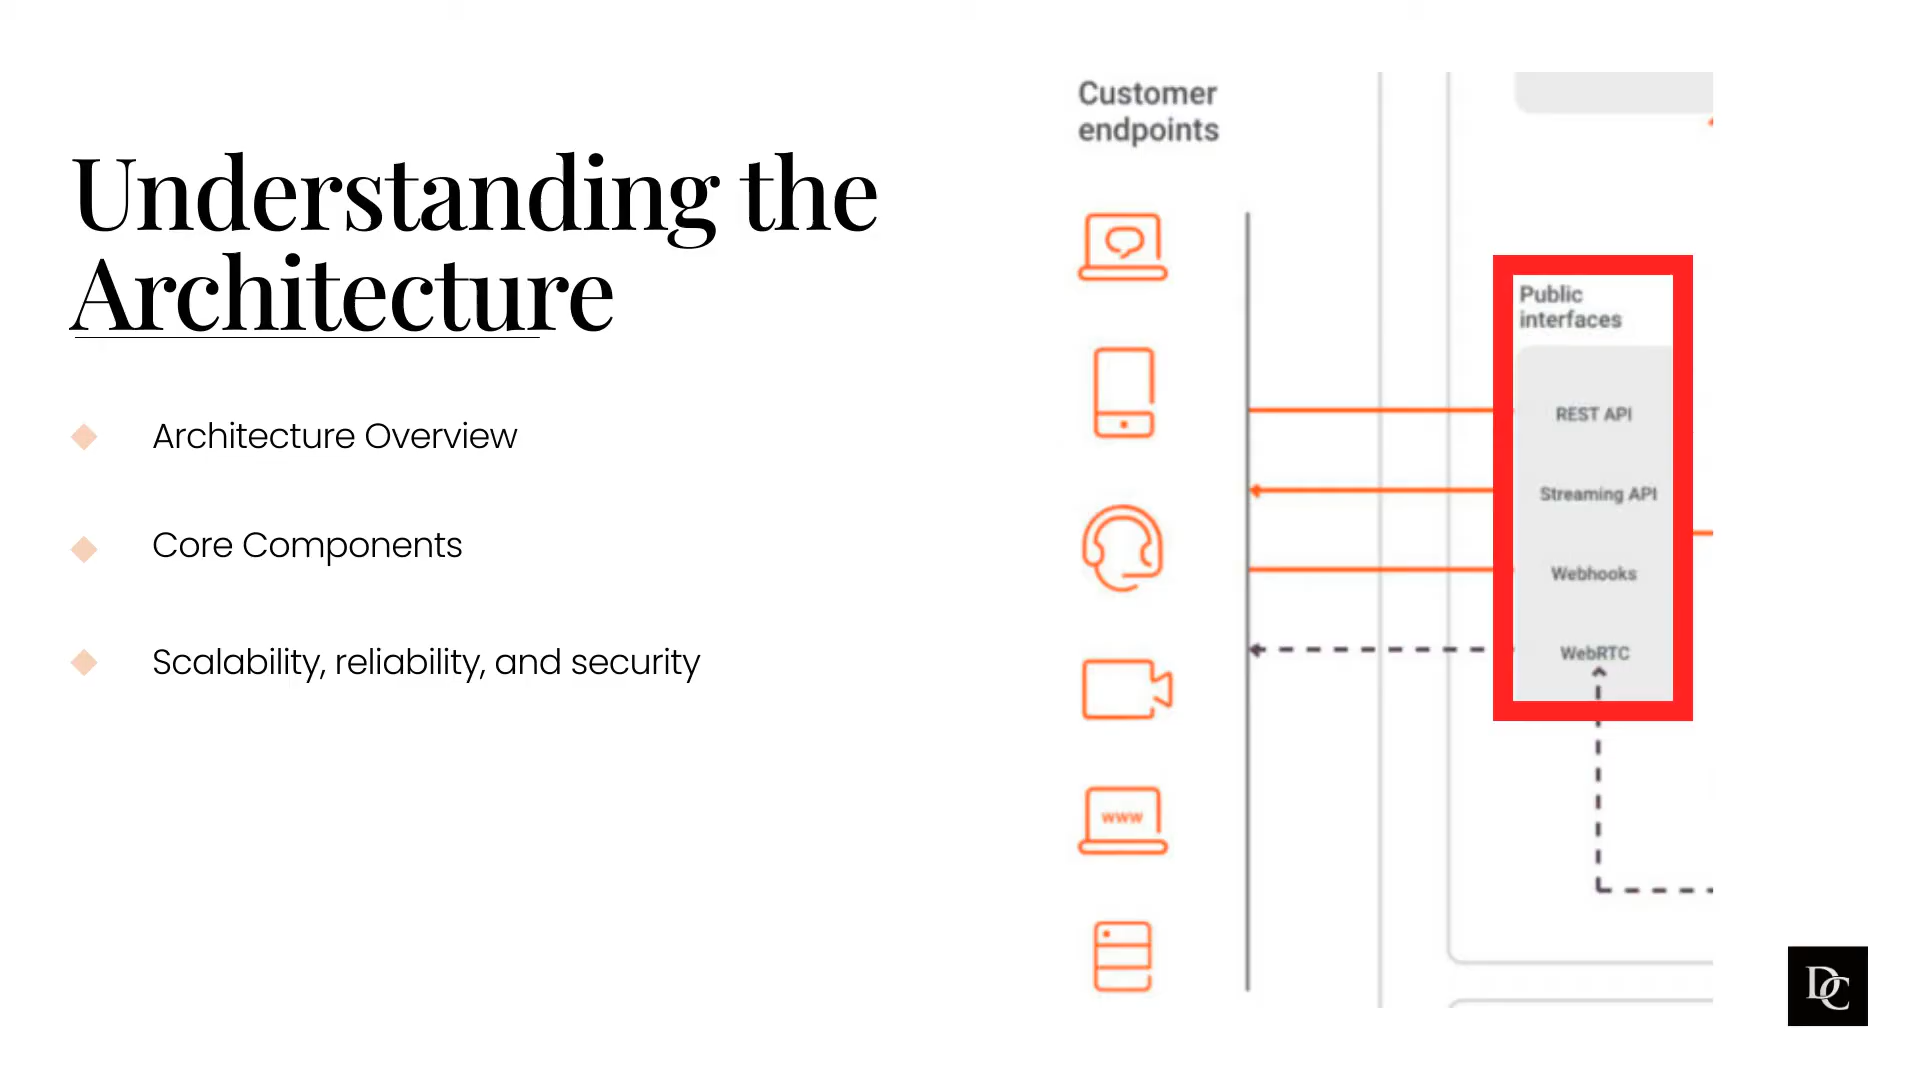 Understanding the
Architecture
Architecture Overview
Core Components
Scalability, reliability, and security
Customer
endpoints
www
Public
interfaces
REST API
Streaming API
Webhooks
WebRTC
DC